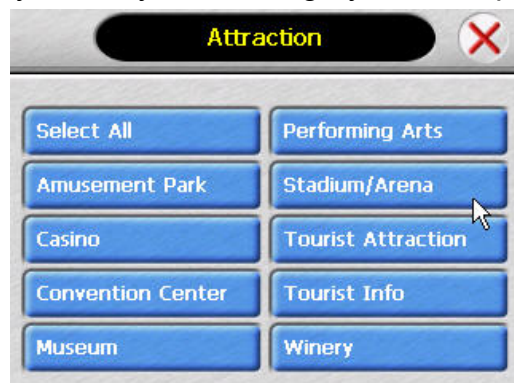 Attraction
Select All
Performing Arts
Amusement Park
Stadium/Arena
Casino
Tourist Attraction
Convention Center
Tourist Info
Museum
Winery